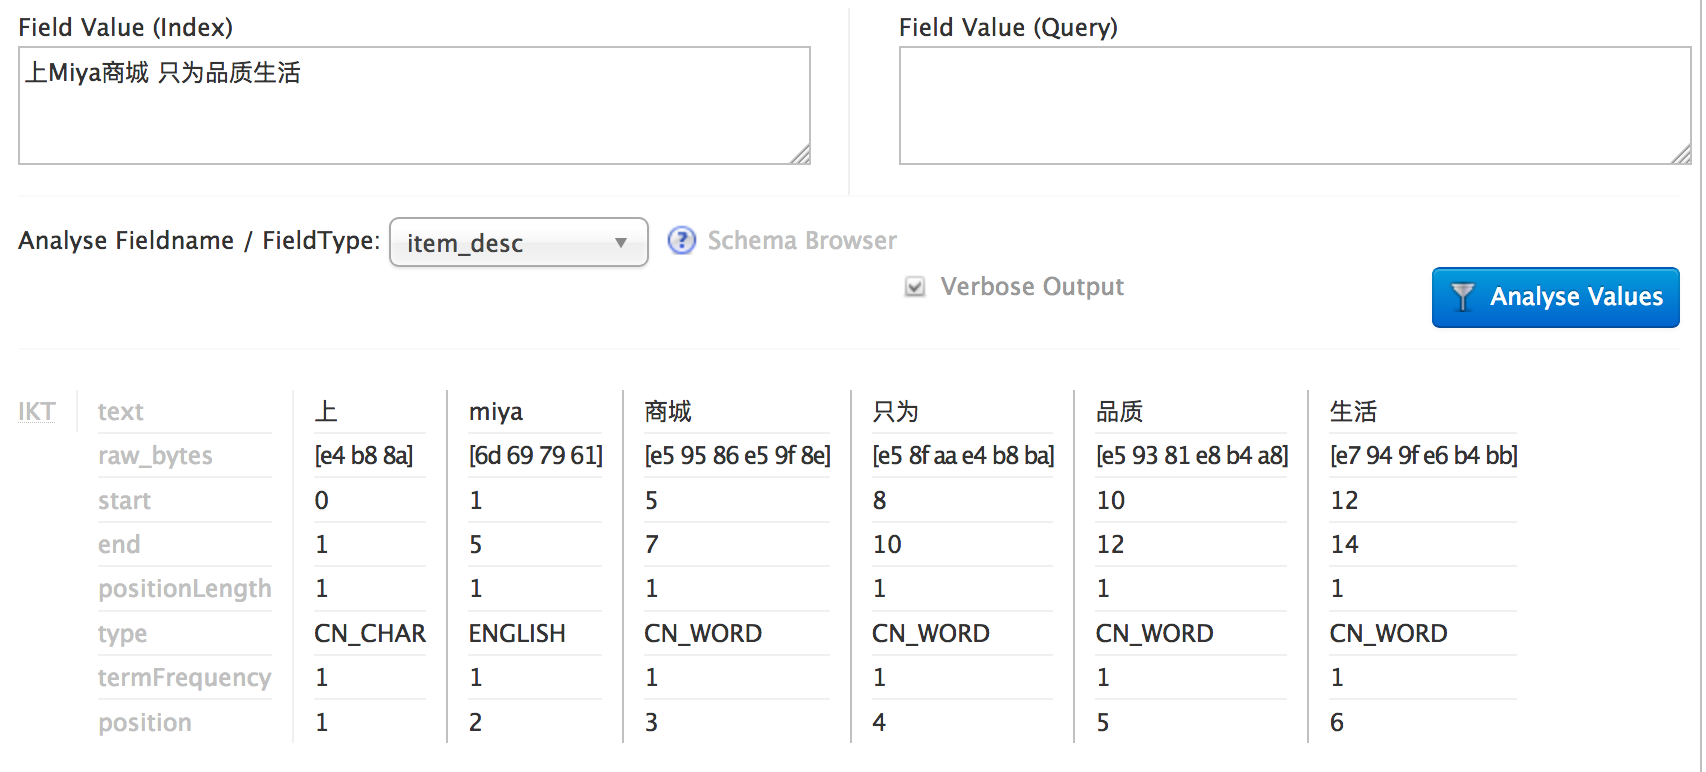 Field Value (Index) Field Value (Query)
上Miya商城 只为品质生活
Analyse Fieldname / FieldType: item_desc Schema Browser
Verbose Output
Analyse Values
IKT text 上 miya 商城 只为 品质 生活
raw_bytes [e4 b8 8a] [6d 69 79 61] [e5 95 86 e5 9f 8e] [e5 8f aa e4 b8 ba] [e5 93 81 e8 b4 a8] [e7 94 9f e6 b4 bb]
start 0 1 5 8 10 12
end 1 5 7 10 12 14
positionLength 1 1 1 1 1 1
type CN_CHAR ENGLISH CN_WORD CN_WORD CN_WORD CN_WORD
termFrequency 1 1 1 1 1 1
position 1 2 3 4 5 6